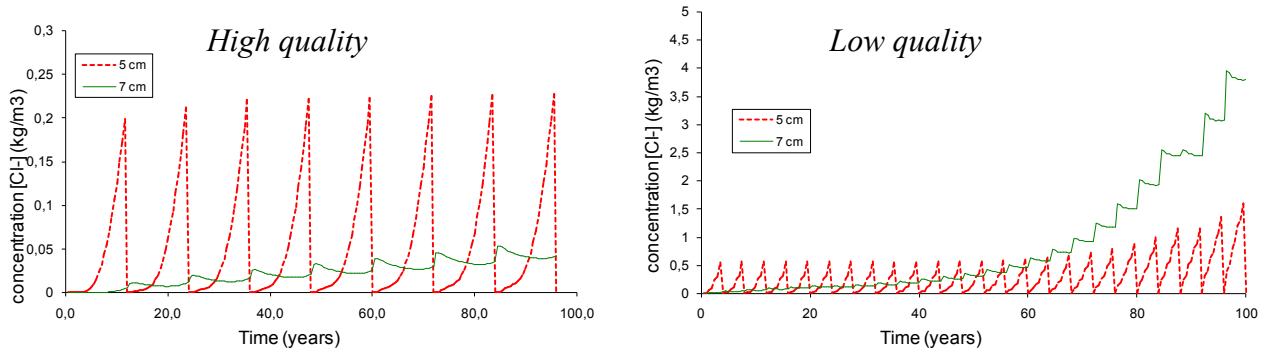 High quality
0,3
0,25
0,2
0,15
0,1
0,05
0
concentration [Cl-] (kg/m3)
5 cm
7 cm
0,0 20,0 40,0 60,0 80,0 100,0
Time (years)
Low quality
5
4,5
4
3,5
3
2,5
2
1,5
1
0,5
0
concentration [Cl-] (kg/m3)
5 cm
7 cm
0 20 40 60 80 100
Time (years)